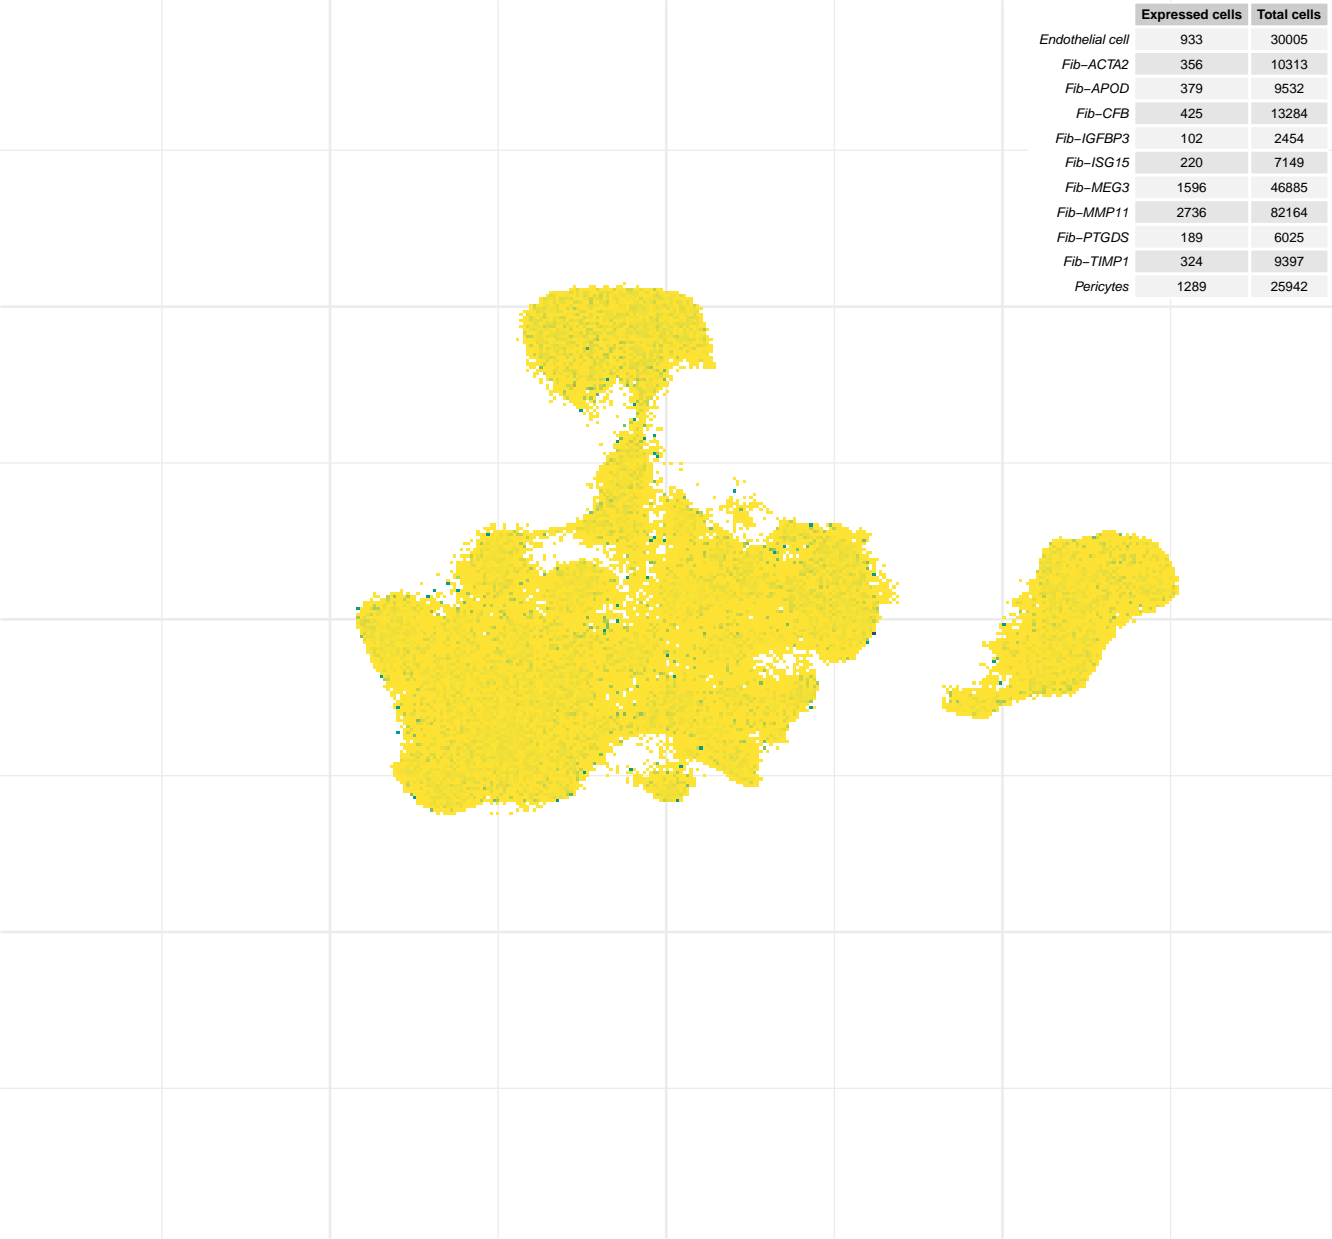 Expressed cells Total cells
Endothelial cell 933 30005
Fib−ACTA2 356 10313
Fib−APOD 379 9532
Fib−CFB 425 13284
Fib−IGFBP3 102 2454
Fib−ISG15 220 7149
Fib−MEG3 1596 46885
Fib−MMP11 2736 82164
Fib−PTGDS 189 6025
Fib−TIMP1 324 9397
Pericytes 1289 25942